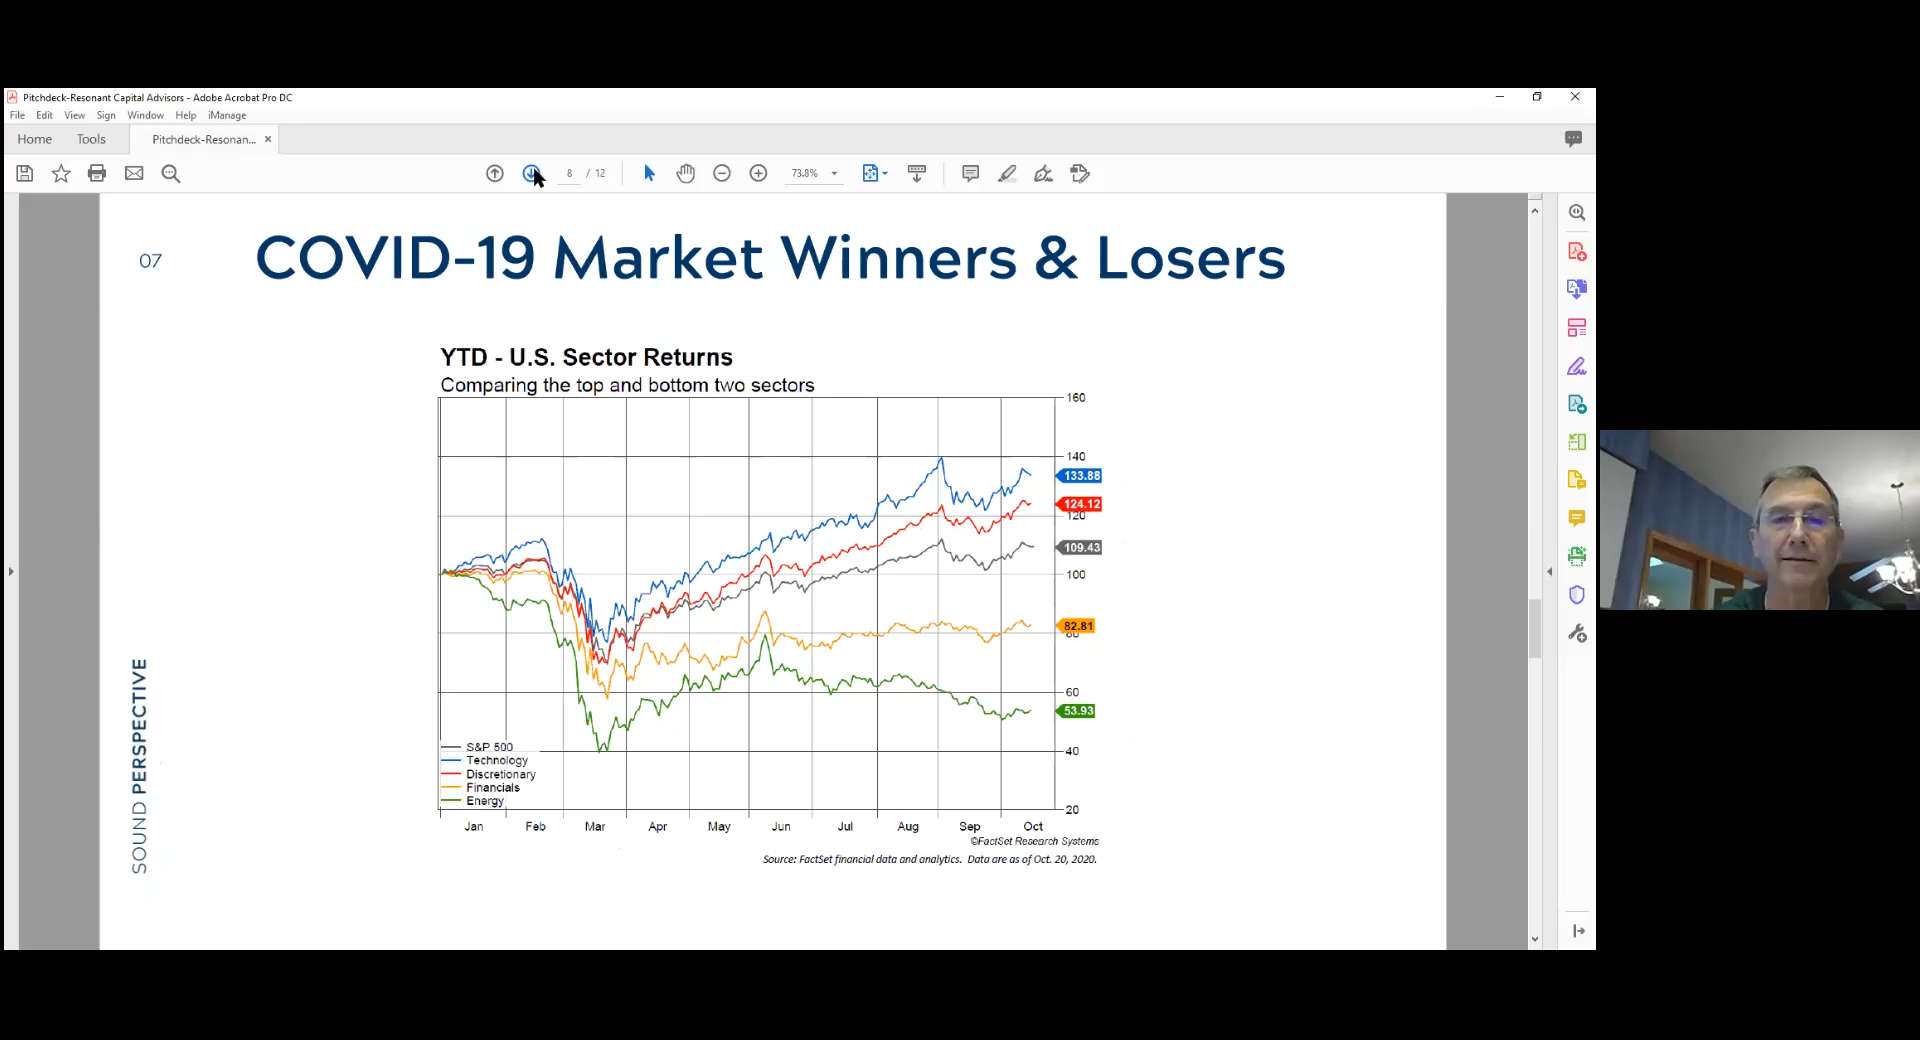 Pitchdeck-Resonant Capital Advisors - Adobe Acrobat Pro DC
File Edit View Sign Window Help iManage
Home Tools Pitchdeck-Resonan... ×
8 / 12 73.8%
07
COVID-19 Market Winners & Losers
YTD - U.S. Sector Returns
Comparing the top and bottom two sectors
160
140
133.88
124.12
120
109.43
100
82.81
80
60
53.93
40
20
S&P 500
Technology
Discretionary
Financials
Energy
Jan Feb Mar Apr May Jun Jul Aug Sep Oct
©FactSet Research Systems
Source: FactSet financial data and analytics. Data are as of Oct. 20, 2020.
SOUND PERSPECTIVE